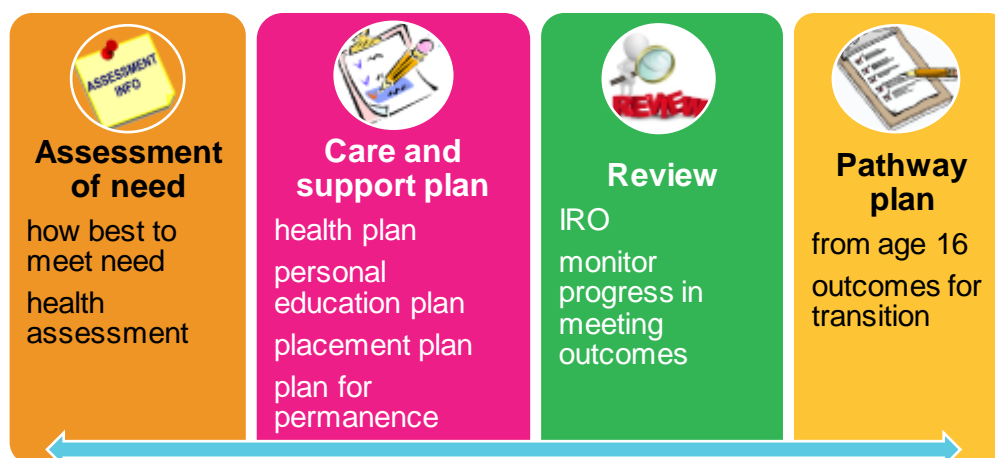 ASSESSMENT
INFO
Assessment
of need
how best to
meet need
health
assessment
Care and
support plan
health plan
personal
education plan
placement plan
plan for
permanence
REVIEW
Review
IRO
monitor
progress in
meeting
outcomes
Pathway
plan
from age 16
outcomes for
transition